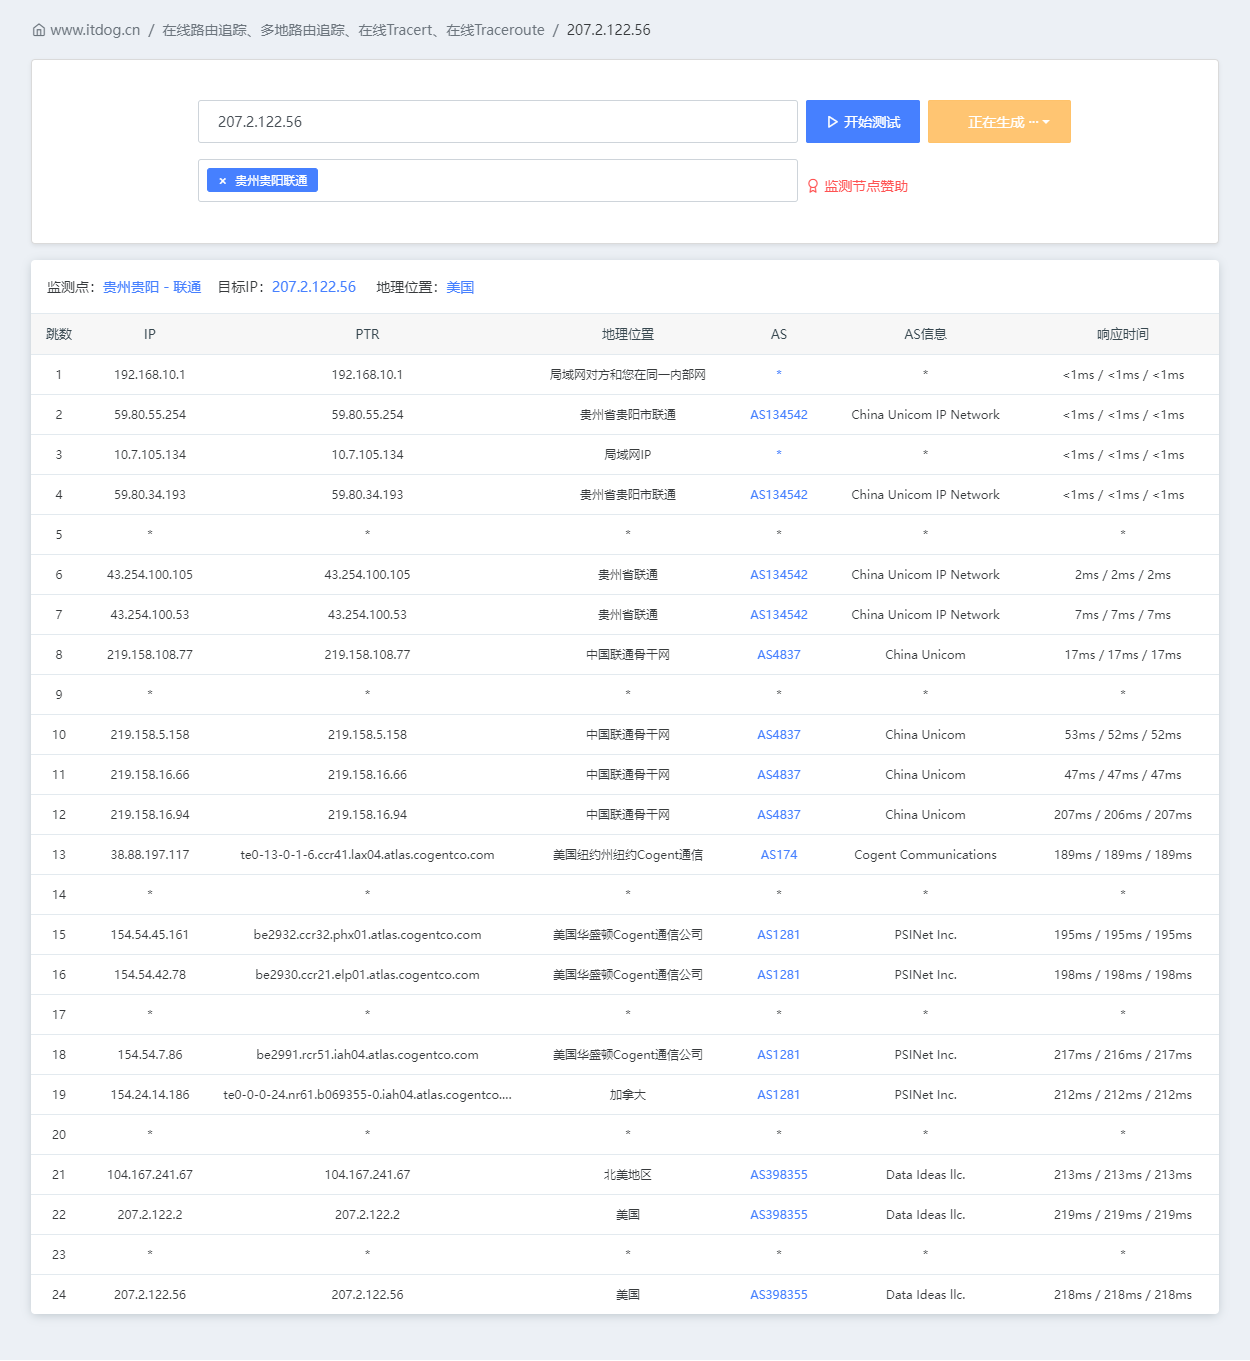 www.itdog.cn / 在线路由追踪、多地路由追踪、在线Tracert、在线Traceroute / 207.2.122.56
207.2.122.56 开始测试 正在生成 ···
× 贵州贵阳联通 监测节点赞助
监测点：贵州贵阳 - 联通 目标IP：207.2.122.56 地理位置：美国
跳数 IP PTR 地理位置 AS AS信息 响应时间
1 192.168.10.1 192.168.10.1 局域网对方和您在同一内部网 * * <1ms / <1ms / <1ms
2 59.80.55.254 59.80.55.254 贵州省贵阳市联通 AS134542 China Unicom IP Network <1ms / <1ms / <1ms
3 10.7.105.134 10.7.105.134 局域网IP * * <1ms / <1ms / <1ms
4 59.80.34.193 59.80.34.193 贵州省贵阳市联通 AS134542 China Unicom IP Network <1ms / <1ms / <1ms
5 * * * * * *
6 43.254.100.105 43.254.100.105 贵州省联通 AS134542 China Unicom IP Network 2ms / 2ms / 2ms
7 43.254.100.53 43.254.100.53 贵州省联通 AS134542 China Unicom IP Network 7ms / 7ms / 7ms
8 219.158.108.77 219.158.108.77 中国联通骨干网 AS4837 China Unicom 17ms / 17ms / 17ms
9 * * * * * *
10 219.158.5.158 219.158.5.158 中国联通骨干网 AS4837 China Unicom 53ms / 52ms / 52ms
11 219.158.16.66 219.158.16.66 中国联通骨干网 AS4837 China Unicom 47ms / 47ms / 47ms
12 219.158.16.94 219.158.16.94 中国联通骨干网 AS4837 China Unicom 207ms / 206ms / 207ms
13 38.88.197.117 te0-13-0-1-6.ccr41.lax04.atlas.cogentco.com 美国纽约州纽约Cogent通信 AS174 Cogent Communications 189ms / 189ms / 189ms
14 * * * * * *
15 154.54.45.161 be2932.ccr32.phx01.atlas.cogentco.com 美国华盛顿Cogent通信公司 AS1281 PSINet Inc. 195ms / 195ms / 195ms
16 154.54.42.78 be2930.ccr21.elp01.atlas.cogentco.com 美国华盛顿Cogent通信公司 AS1281 PSINet Inc. 198ms / 198ms / 198ms
17 * * * * * *
18 154.54.7.86 be2991.rcr51.iah04.atlas.cogentco.com 美国华盛顿Cogent通信公司 AS1281 PSINet Inc. 217ms / 216ms / 217ms
19 154.24.14.186 te0-0-0-24.nr61.b069355-0.iah04.atlas.cogentco.... 加拿大 AS1281 PSINet Inc. 212ms / 212ms / 212ms
20 * * * * * *
21 104.167.241.67 104.167.241.67 北美地区 AS398355 Data Ideas llc. 213ms / 213ms / 213ms
22 207.2.122.2 207.2.122.2 美国 AS398355 Data Ideas llc. 219ms / 219ms / 219ms
23 * * * * * *
24 207.2.122.56 207.2.122.56 美国 AS398355 Data Ideas llc. 218ms / 218ms / 218ms